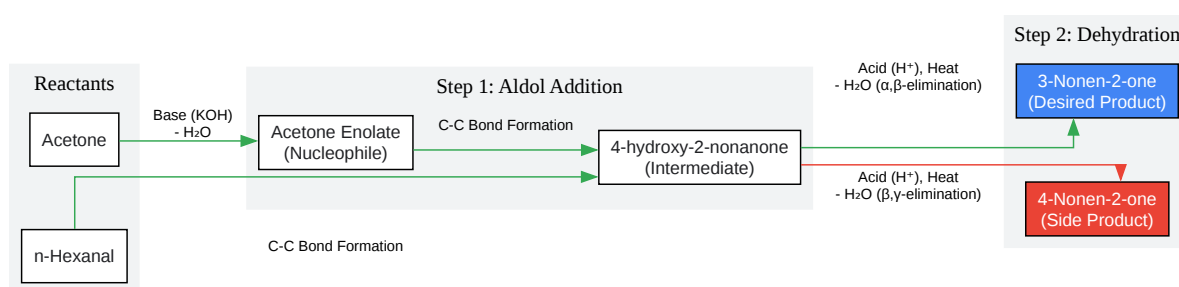 Reactants
Acetone
n-Hexanal
Base (KOH)
- H₂O
Step 1: Aldol Addition
Acetone Enolate
(Nucleophile)
C-C Bond Formation
4-hydroxy-2-nonanone
(Intermediate)
C-C Bond Formation
Acid (H⁺), Heat
- H₂O (α,β-elimination)
Acid (H⁺), Heat
- H₂O (β,γ-elimination)
Step 2: Dehydration
3-Nonen-2-one
(Desired Product)
4-Nonen-2-one
(Side Product)